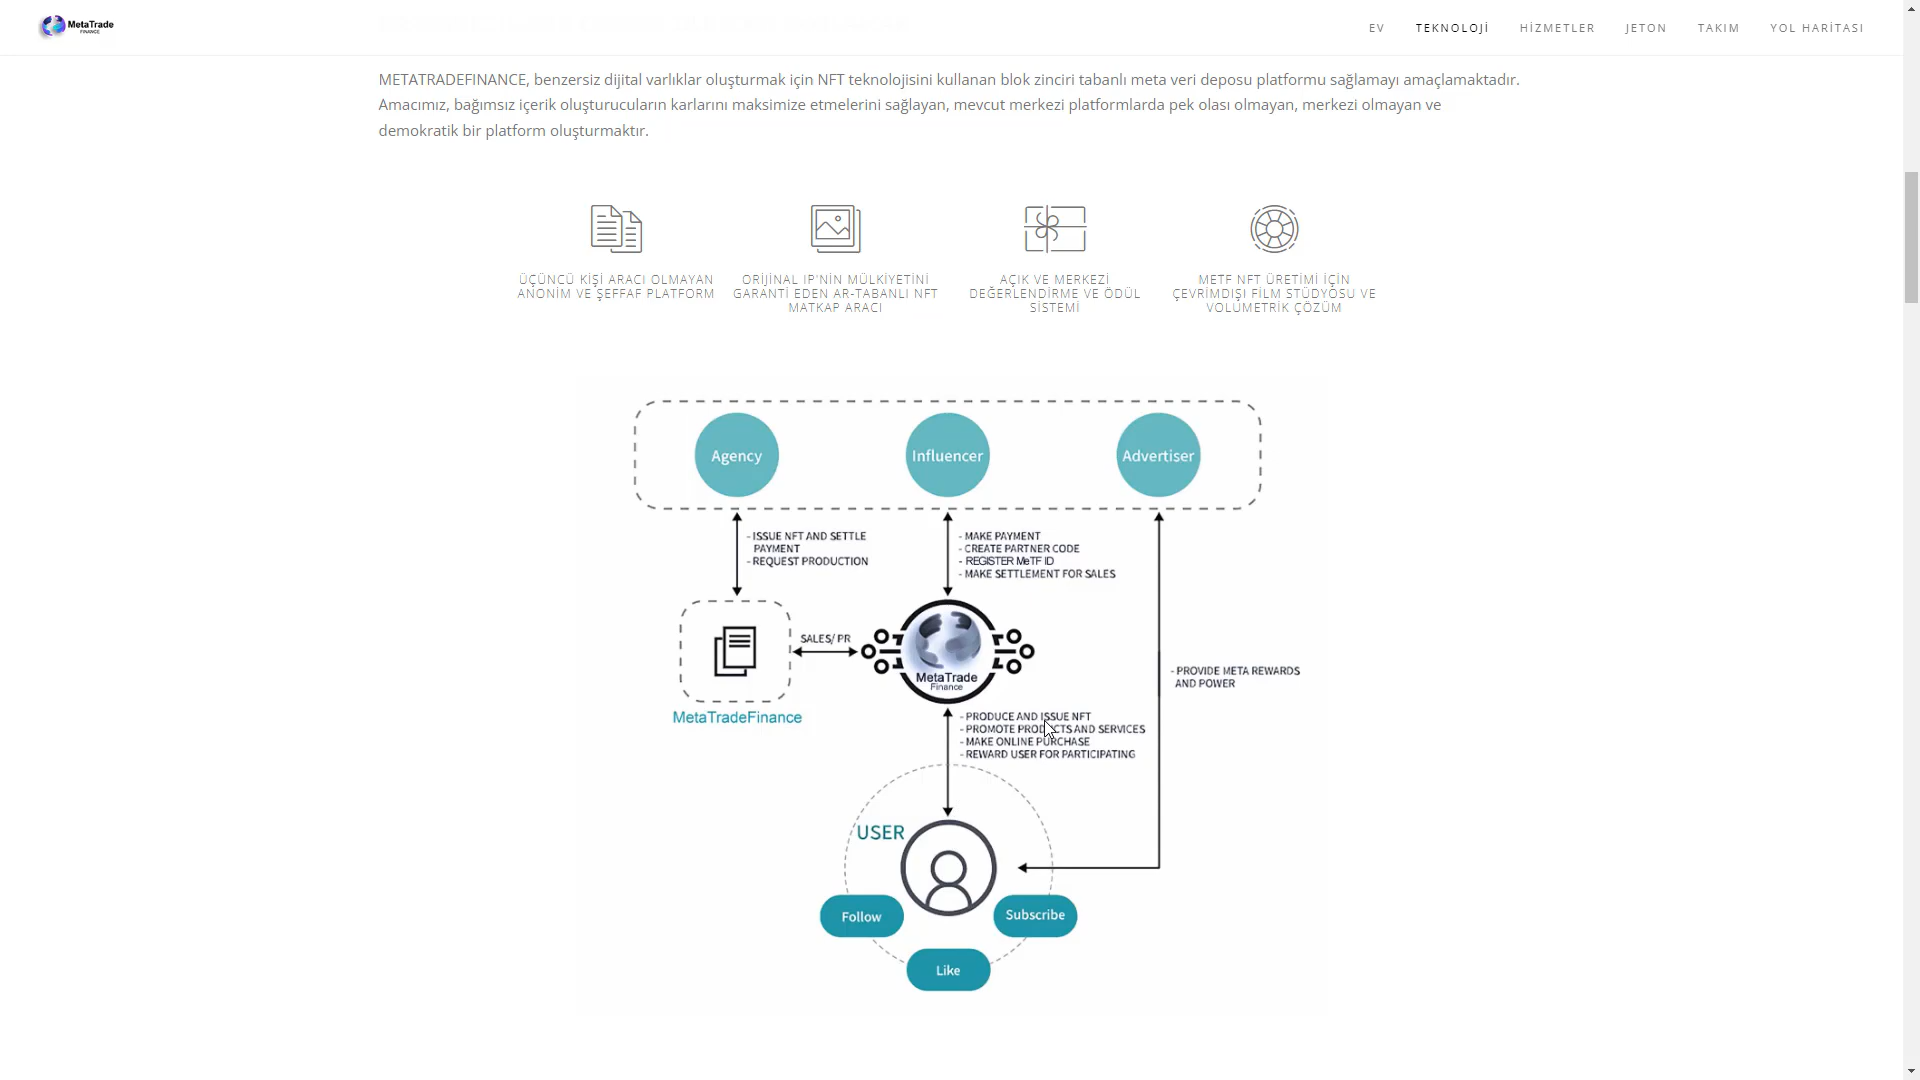 MetaTrade
FINANCE
EV
TEKNOLOJİ
HİZMETLER
JETON
TAKIM
YOL HARİTASI
METATRADEFINANCE, benzersiz dijital varlıklar oluşturmak için NFT teknolojisini kullanan blok zinciri tabanlı meta veri deposu platformu sağlamayı amaçlamaktadır.
Amacımız, bağımsız içerik oluşturucuların karlarını maksimize etmelerini sağlayan, mevcut merkezi platformlarda pek olası olmayan, merkezi olmayan ve
demokratik bir platform oluşturmaktır.
ÜÇÜNCÜ KİŞİ ARACI OLMAYAN
ANONİM VE ŞEFFAF PLATFORM
ORİJİNAL IP'NİN MÜLKİYETİNİ
GARANTİ EDEN AR-TABANLI NFT
MATKAP ARACI
AÇIK VE MERKEZİ
DEĞERLENDİRME VE ÖDÜL
SİSTEMİ
METF NFT ÜRETİMİ İÇİN
ÇEVRİMDIŞI FİLM STÜDYOSU VE
VOLÜMETRİK ÇÖZÜM
Agency
Influencer
Advertiser
- ISSUE NFT AND SETTLE
PAYMENT
- REQUEST PRODUCTION
- MAKE PAYMENT
- CREATE PARTNER CODE
- REGISTER MeTF ID
- MAKE SETTLEMENT FOR SALES
SALES/ PR
MetaTrade
Finance
- PROVIDE META REWARDS
AND POWER
MetaTradeFinance
- PRODUCE AND ISSUE NFT
- PROMOTE PRODUCTS AND SERVICES
- MAKE ONLINE PURCHASE
- REWARD USER FOR PARTICIPATING
USER
Follow
Subscribe
Like